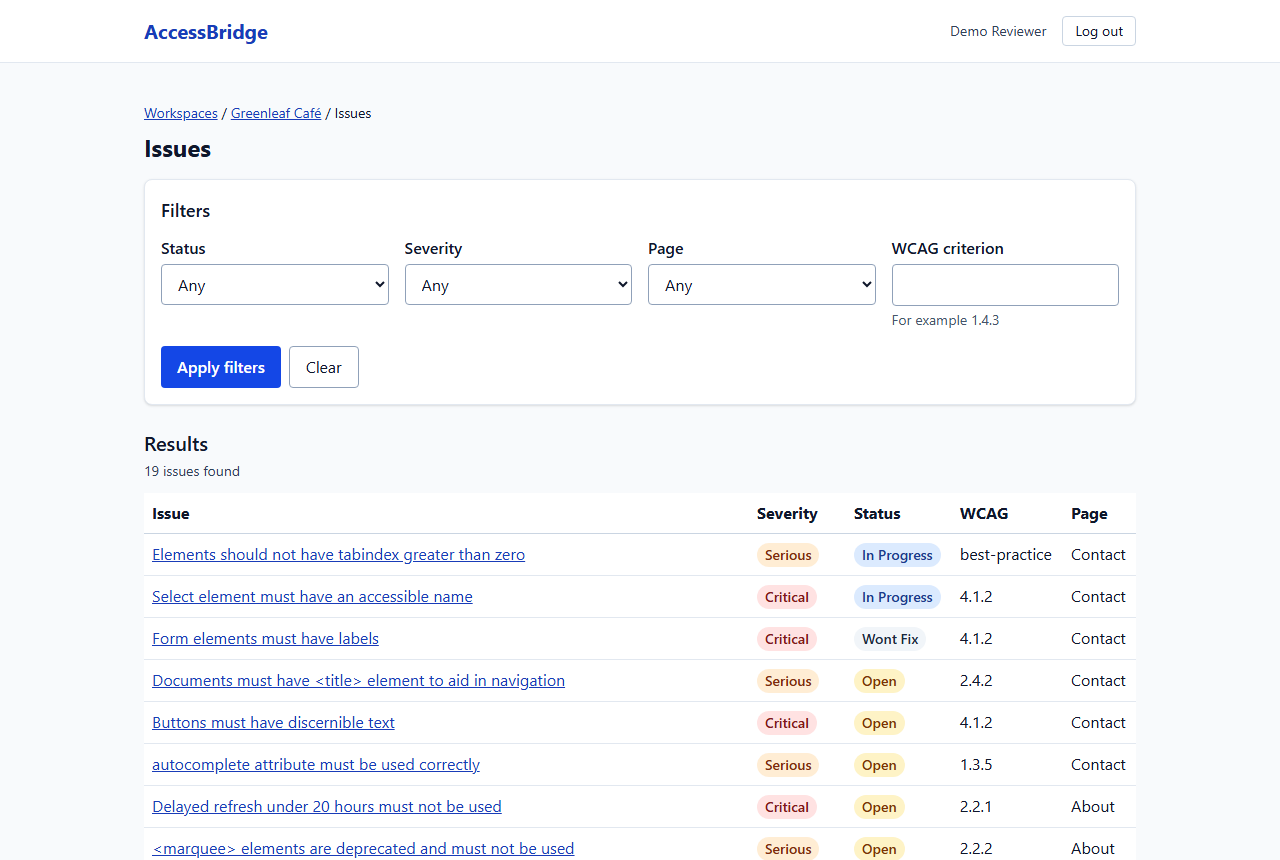 AccessBridge
Demo Reviewer
Log out
Workspaces / Greenleaf Café / Issues
Issues
Filters
Status Severity Page WCAG criterion
Any Any Any
For example 1.4.3
Apply filters Clear
Results
19 issues found
Issue Severity Status WCAG Page
Elements should not have tabindex greater than zero Serious In Progress best-practice Contact
Select element must have an accessible name Critical In Progress 4.1.2 Contact
Form elements must have labels Critical Wont Fix 4.1.2 Contact
Documents must have <title> element to aid in navigation Serious Open 2.4.2 Contact
Buttons must have discernible text Critical Open 4.1.2 Contact
autocomplete attribute must be used correctly Serious Open 1.3.5 Contact
Delayed refresh under 20 hours must not be used Critical Open 2.2.1 About
<marquee> elements are deprecated and must not be used Serious Open 2.2.2 About